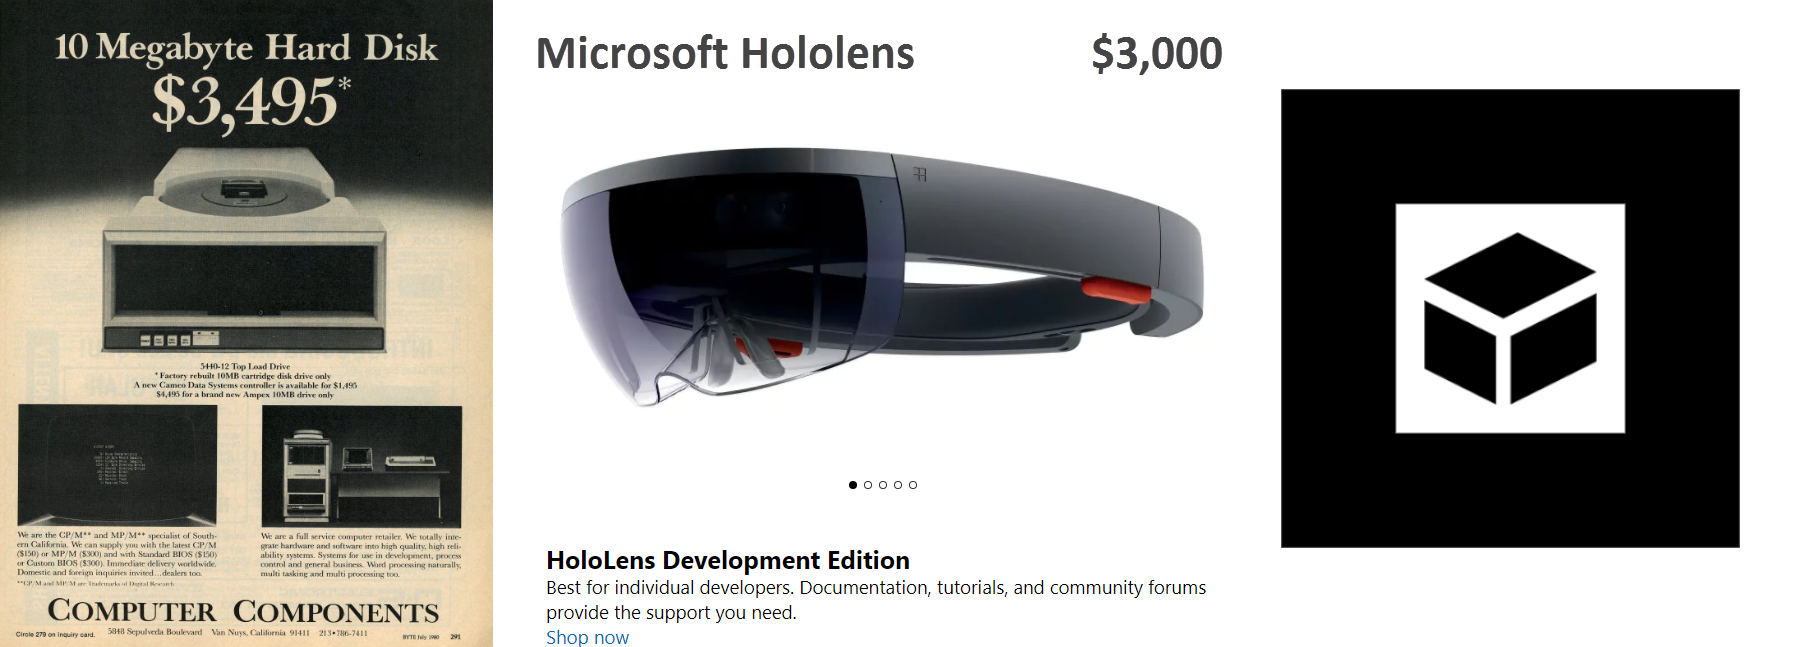 10 Megabyte Hard Disk
$3,495*
5440-12 Top Load Drive
* Factory rebuilt 10MB cartridge disk drive only
A new Cameo Data Systems controller is available for $1,495
$4,495 for a brand new Ampex 10MB drive only
We are the CP/M** and MP/M** specialist of South-
ern California. We can supply you with the latest CP/M
($150) or MP/M ($300) and with Standard BIOS ($150)
or Custom BIOS ($300). Immediate delivery worldwide.
Domestic and foreign inquiries invited...dealers too.
**CP/M and MP/M are Trademarks of Digital Research
We are a full service computer retailer. We totally inte-
grate hardware and software into high quality, high reli-
ability systems. Systems for use in development, process
control and general business. Word processing naturally,
multi tasking and multi processing too.
COMPUTER COMPONENTS
5848 Sepulveda Boulevard Van Nuys, California 91411 213•786-7411
Circle 279 on inquiry card.
BYTE July 1980 291
Microsoft Hololens $3,000
HoloLens Development Edition
Best for individual developers. Documentation, tutorials, and community forums
provide the support you need.
Shop now